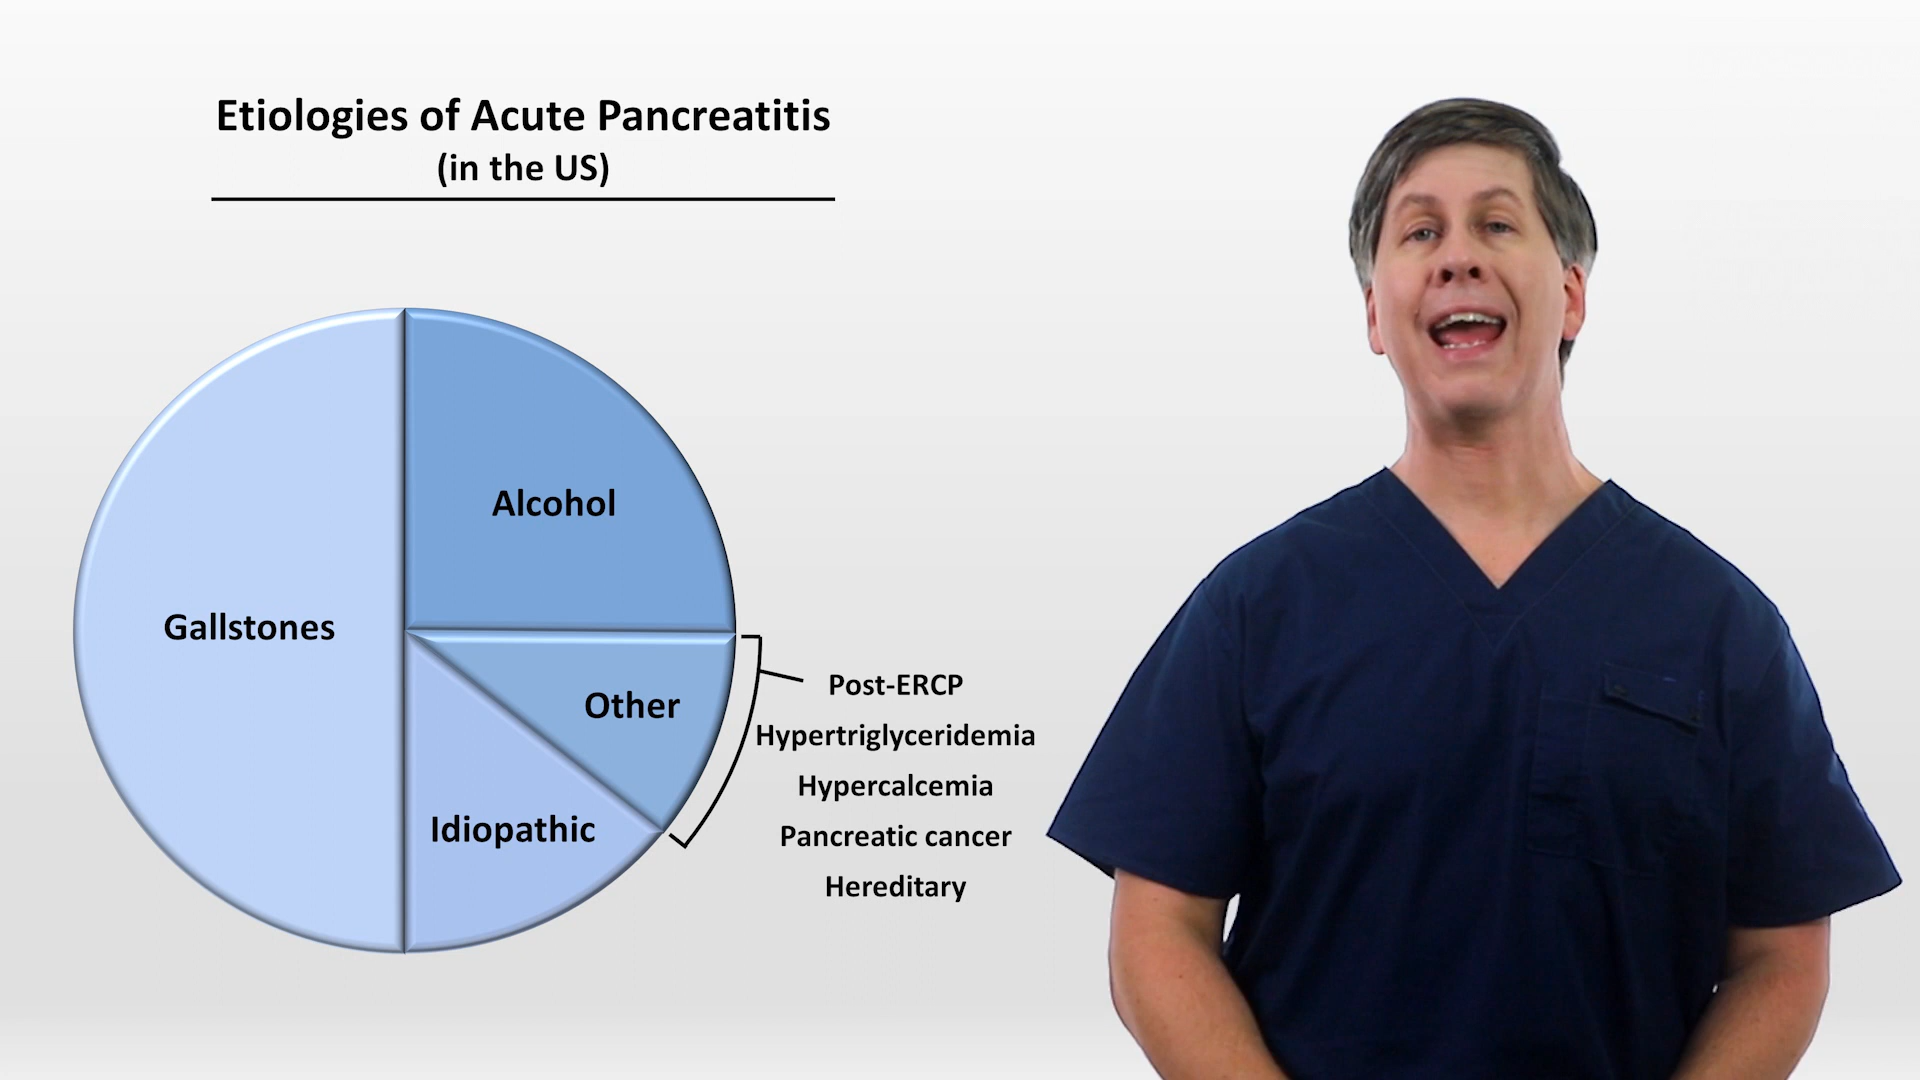 Etiologies of Acute Pancreatitis
(in the US)
Alcohol
Gallstones
Other
Idiopathic
Post-ERCP
Hypertriglyceridemia
Hypercalcemia
Pancreatic cancer
Hereditary